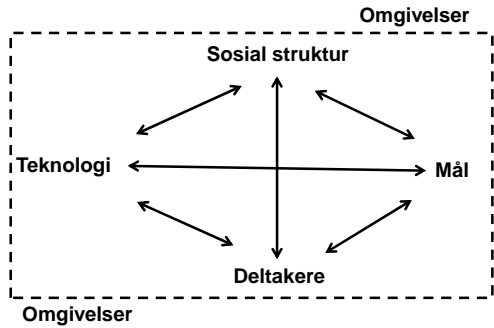 Omgivelser
Sosial struktur
Teknologi
Mål
Deltakere
Omgivelser